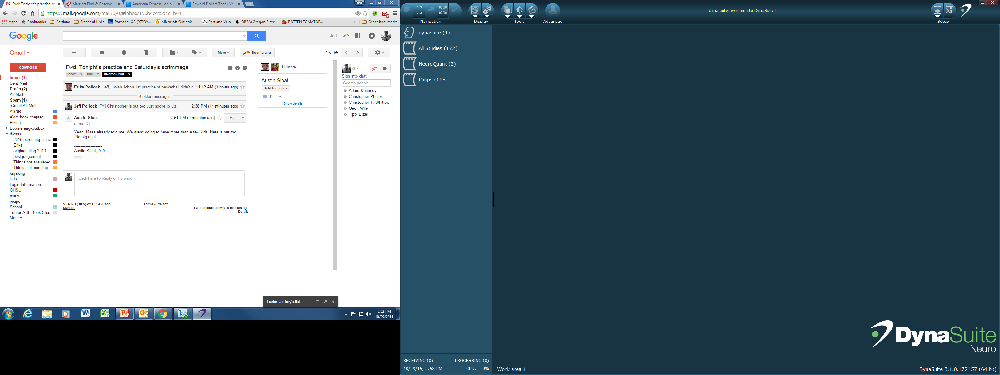 Fwd: Tonight's practice an
Marriott Find & Reserve -
American Express Login
Reward Dollars Thank You
Jeff
https://mail.google.com/mail/u/0/#inbox/150b4ccc5d4c1b64
Apps
Bookmarks
Portland
Financial Links
Portland, OR (97239...
Microsoft Outlook ...
Portland Velo
OBRA: Oregon Bicyc...
ROTTEN TOMATOE...
»
Other bookmarks
Google
Jeff
Gmail
More
Boomerang
1 of 66
COMPOSE
Inbox (1)
Sent Mail
Drafts (2)
All Mail
Spam (1)
[Gmail]All Mail
ASNR
AVM book chapter
Biking
Boomerang-Outbox
divorce
2015 parenting plan...
Erika
original filing 2013
post judgement
Things not answered
Things still pending
kayaking
kids
Login Information
OHSU
plans
recipe
School
Tumor ASL Book Cha...
More
Fwd: Tonight's practice and Saturday's scrimmage
Inbox x bad x divorce/Erika x
Erika Pollock Jeff, I wish John's 1st practice of basketball didn't c 11:12 AM (3 hours ago)
4 older messages
Jeff Pollock FYI Christopher is out too.Just spoke to Liz. 2:38 PM (14 minutes ago)
Austin Sloat 2:51 PM (0 minutes ago)
to me
Yeah, Masa already told me. We aren't going to have more than a few kids. Nate is out too:
No big deal.
----------------------
Austin Sloat, AIA
...
Click here to Reply or Forward
5.74 GB (38%) of 15 GB used
Manage
Terms - Privacy
Last account activity: 0 minutes ago
Details
11 more
Austin Sloat
Add to circles
Show details
Sign into chat
Search people...
Adam Kennedy
Christopher Phelps
Christopher T. Whitlow
Geoff Wile
Tippi Etzel
Tasks: Jeffrey's list
2:53 PM
10/29/2015
Navigation
Display
Tools
Advanced
dynasuite, welcome to DynaSuite!
Setup
dynasuite (1)
All Studies (172)
NeuroQuant (3)
Philips (168)
RECEIVING (0) PROCESSING (0)
10/29/15, 2:53 PM CPU: 0%
Work area 1
DynaSuite
Neuro
DynaSuite 3.1.0.172457 (64 bit)